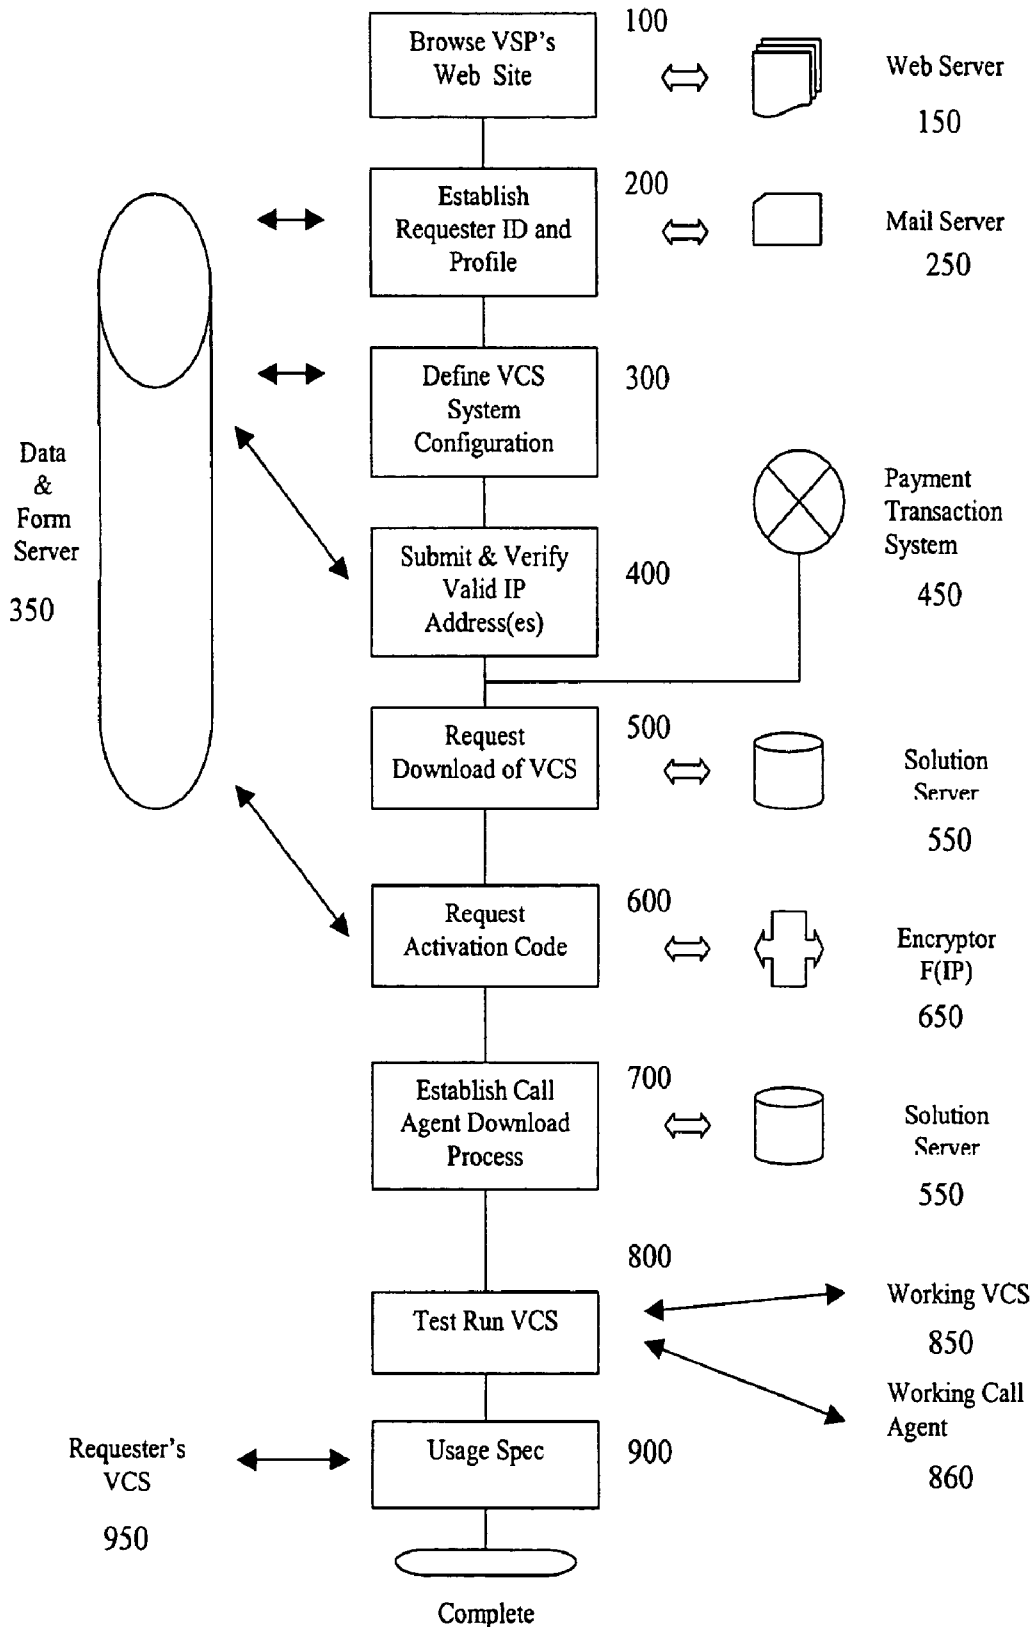 Browse VSP's
Web Site
100
Web Server
150
Establish
Requester ID and
Profile
200
Mail Server
250
Define VCS
System
Configuration
300
Data
&
Form
Server
350
Payment
Transaction
System
450
Submit & Verify
Valid IP
Address(es)
400
Request
Download of VCS
500
Solution
Server
550
Request
Activation Code
600
Encryptor
F(IP)
650
Establish Call
Agent Download
Process
700
Solution
Server
550
800
Test Run VCS
Working VCS
850
Working Call
Agent
860
Requester's
VCS
950
Usage Spec
900
Complete